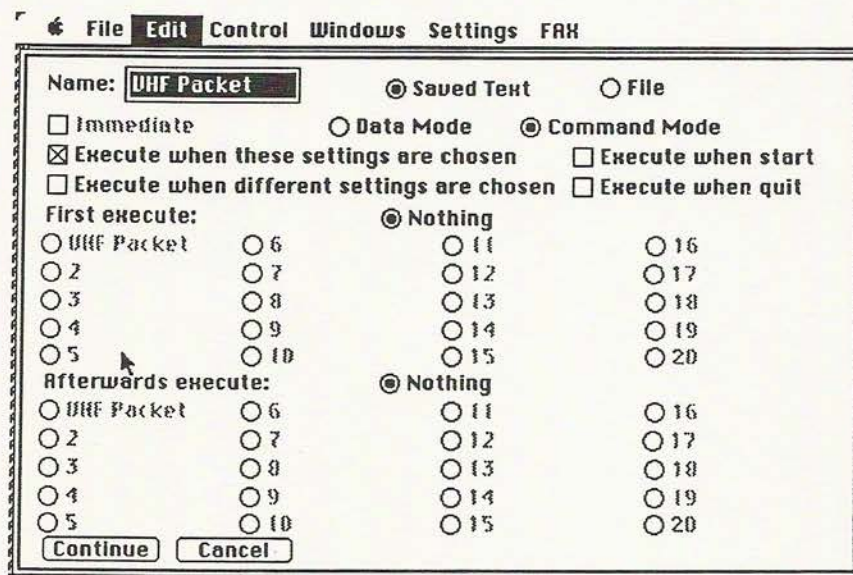 File Edit Control Windows Settings FAX
Name: VHF Packet Saved Text File
Immediate Data Mode Command Mode
Execute when these settings are chosen Execute when start
Execute when different settings are chosen Execute when quit
First execute: Nothing
VHF Packet 6 11 16
2 7 12 17
3 8 13 18
4 9 14 19
5 10 15 20
Afterwards execute: Nothing
VHF Packet 6 11 16
2 7 12 17
3 8 13 18
4 9 14 19
5 10 15 20
Continue Cancel